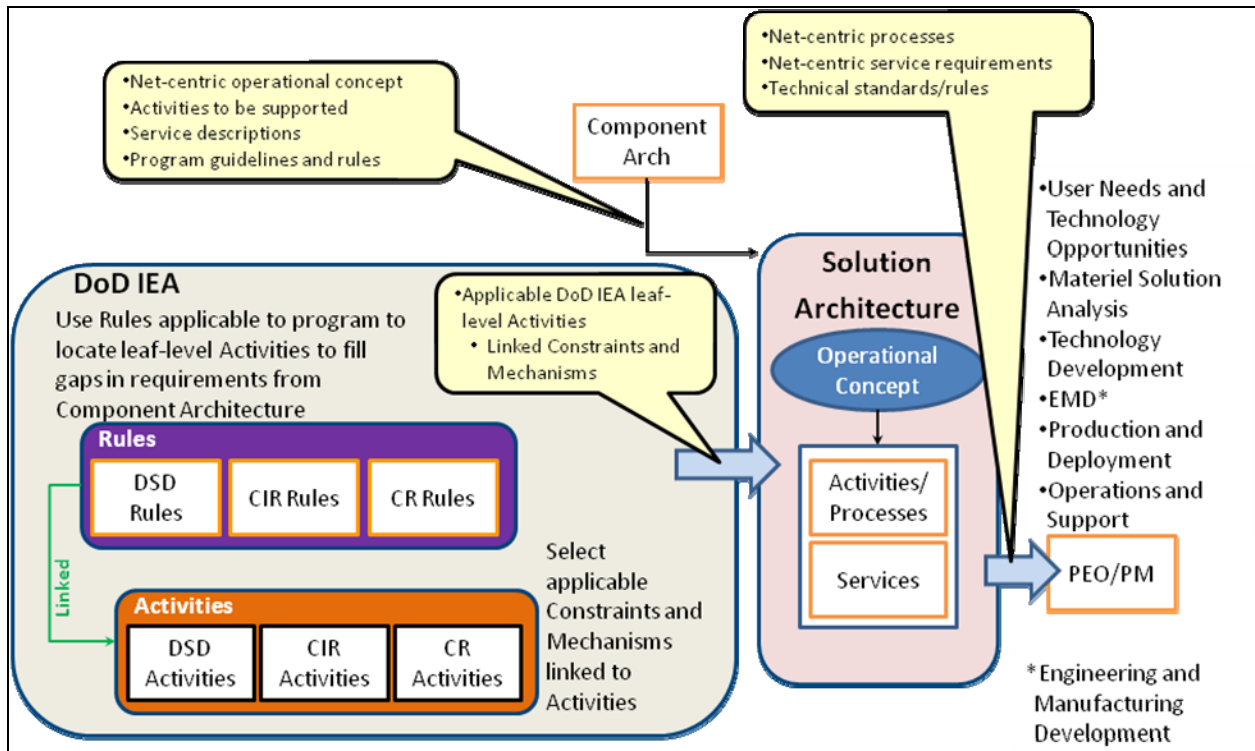 •Net-centric operational concept
•Activities to be supported
•Service descriptions
•Program guidelines and rules
•Net-centric processes
•Net-centric service requirements
•Technical standards/rules
Component
Arch
DoD IEA
Use Rules applicable to program to
locate leaf-level Activities to fill
gaps in requirements from
Component Architecture
Rules
DSD
Rules
CIR Rules
CR Rules
Linked
Activities
DSD
Activities
CIR
Activities
CR
Activities
Select
applicable
Constraints and
Mechanisms
linked to
Activities
•Applicable DoD IEA leaf-
level Activities
• Linked Constraints and
Mechanisms
Solution
Architecture
Operational
Concept
Activities/
Processes
Services
•User Needs and
Technology
Opportunities
•Materiel Solution
Analysis
•Technology
Development
•EMD*
•Production and
Deployment
•Operations and
Support
PEO/PM
*Engineering and
Manufacturing
Development